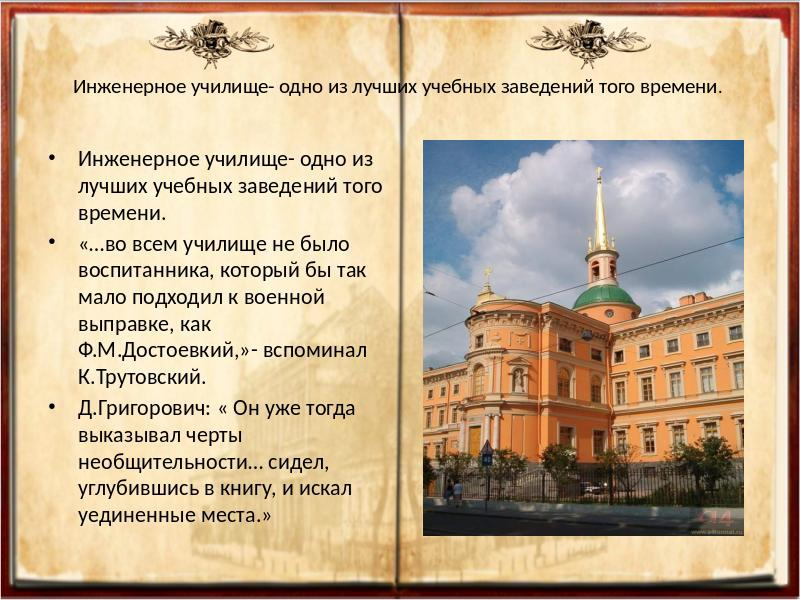 Инженерное училище- одно из лучших учебных заведений того времени.
• Инженерное училище- одно из
лучших учебных заведений того
времени.
• «…во всем училище не было
воспитанника, который бы так
мало подходил к военной
выправке, как
Ф.М.Достоевкий,»- вспоминал
К.Трутовский.
• Д.Григорович: « Он уже тогда
выказывал черты
необщительности… сидел,
углубившись в книгу, и искал
уединенные места.»